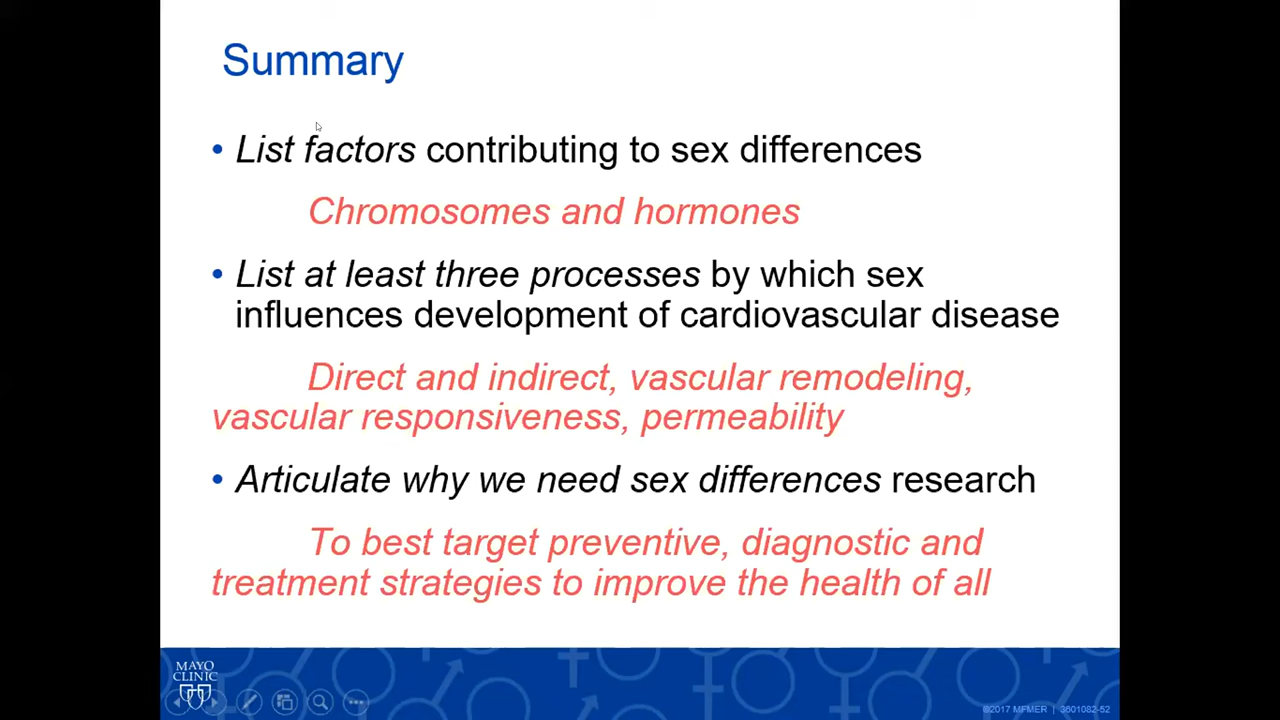 Summary
• List factors contributing to sex differences
Chromosomes and hormones
• List at least three processes by which sex
influences development of cardiovascular disease
Direct and indirect, vascular remodeling,
vascular responsiveness, permeability
• Articulate why we need sex differences research
To best target preventive, diagnostic and
treatment strategies to improve the health of all
MAYO
CLINIC
©2017 MFMER | 3601082-52